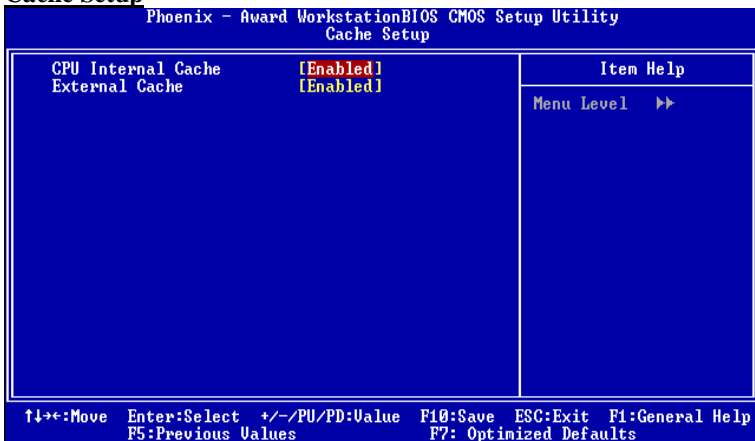 Cache Setup
Phoenix - Award WorkstationBIOS CMOS Setup Utility
Cache Setup
CPU Internal Cache [Enabled]
External Cache [Enabled]
Item Help
Menu Level ▶▶
↑↓→←:Move Enter:Select +/-/PU/PD:Value F10:Save ESC:Exit F1:General Help
F5:Previous Values F7: Optimized Defaults